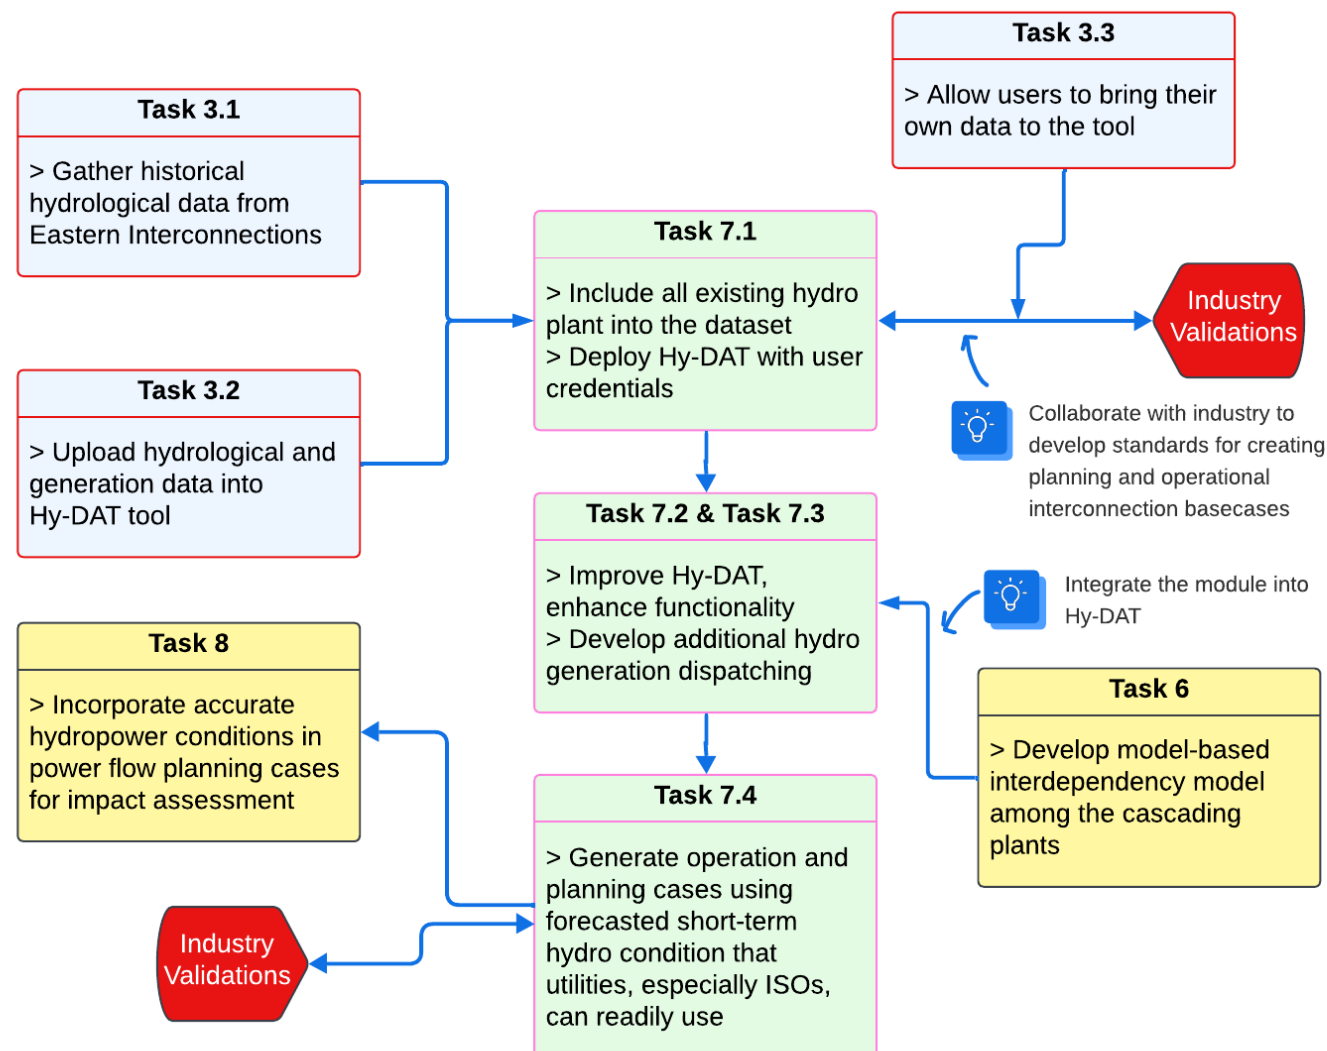 Task 3.3
> Allow users to bring their
own data to the tool
Task 3.1
> Gather historical
hydrological data from
Eastern Interconnections
Task 7.1
> Include all existing hydro
plant into the dataset
> Deploy Hy-DAT with user
credentials
Industry
Validations
Task 3.2
> Upload hydrological and
generation data into
Hy-DAT tool
Collaborate with industry to
develop standards for creating
planning and operational
interconnection basecases
Task 7.2 & Task 7.3
> Improve Hy-DAT,
enhance functionality
> Develop additional hydro
generation dispatching
Integrate the module into
Hy-DAT
Task 8
> Incorporate accurate
hydropower conditions in
power flow planning cases
for impact assessment
Task 6
> Develop model-based
interdependency model
among the cascading
plants
Task 7.4
> Generate operation and
planning cases using
forecasted short-term
hydro condition that
utilities, especially ISOs,
can readily use
Industry
Validations